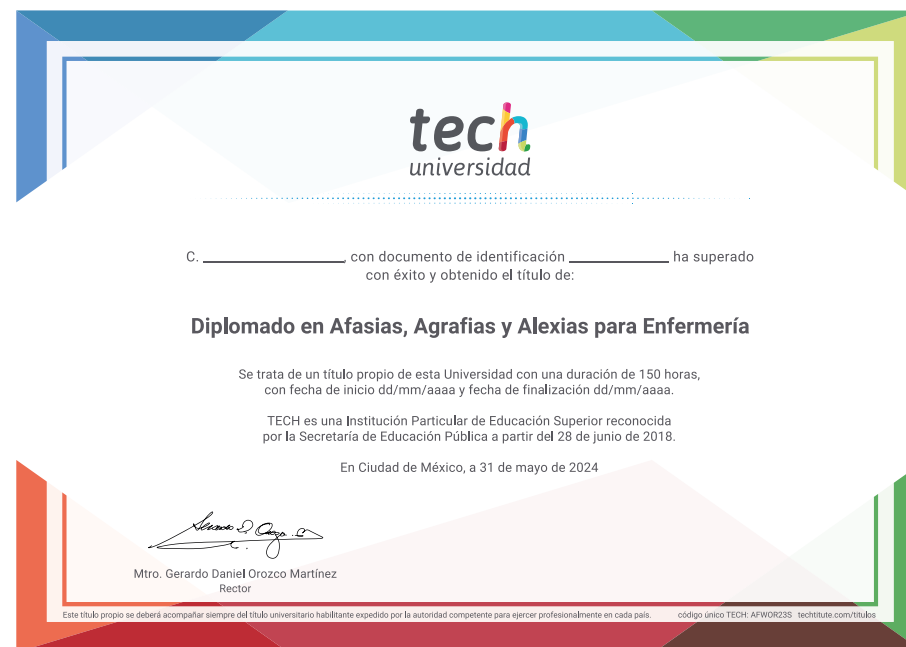 tech
universidad
C. ____________, con documento de identificación ____________ ha superado
con éxito y obtenido el título de:
Diplomado en Afasias, Agrafias y Alexias para Enfermería
Se trata de un título propio de esta Universidad con una duración de 150 horas,
con fecha de inicio dd/mm/aaaa y fecha de finalización dd/mm/aaaa.
TECH es una Institución Particular de Educación Superior reconocida
por la Secretaría de Educación Pública a partir del 28 de junio de 2018.
En Ciudad de México, a 31 de mayo de 2024
Mtro. Gerardo Daniel Orozco Martínez
Rector
Este título propio se deberá acompañar siempre del título universitario habilitante expedido por la autoridad competente para ejercer profesionalmente en cada país. código único TECH: AFWOR23S techtitute.com/titulos